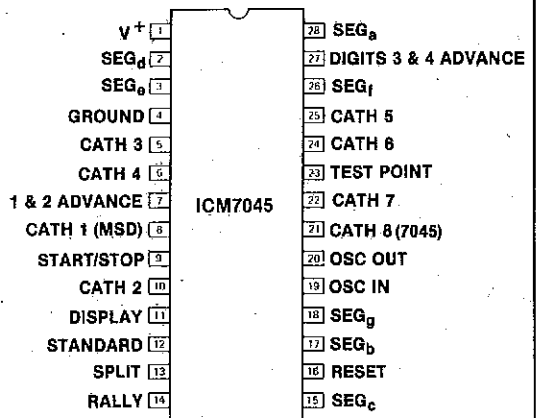 V+ 1
SEGd 2
SEGe 3
GROUND 4
CATH 3 5
CATH 4 6
1 & 2 ADVANCE 7
CATH 1 (MSD) 8
START/STOP 9
CATH 2 10
DISPLAY 11
STANDARD 12
SPLIT 13
RALLY 14
ICM7045
28 SEGa
27 DIGITS 3 & 4 ADVANCE
26 SEGf
25 CATH 5
24 CATH 6
23 TEST POINT
22 CATH 7
21 CATH 8 (7045)
20 OSC OUT
19 OSC IN
18 SEGg
17 SEGb
16 RESET
15 SEGc